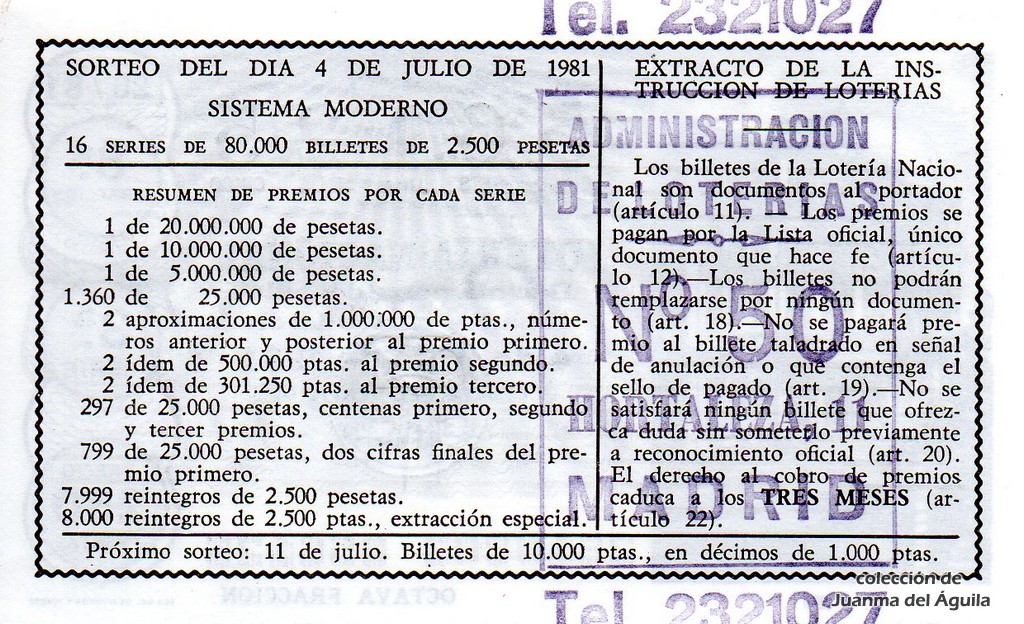 Tel. 2321027
SORTEO DEL DIA 4 DE JULIO DE 1981
SISTEMA MODERNO
16 SERIES DE 80.000 BILLETES DE 2.500 PESETAS
RESUMEN DE PREMIOS POR CADA SERIE
1 de 20.000.000 de pesetas.
1 de 10.000.000 de pesetas.
1 de 5.000.000 de pesetas.
1.360 de 25.000 pesetas.
2 aproximaciones de 1.000.000 de ptas., núme-
ros anterior y posterior al premio primero.
2 ídem de 500.000 ptas. al premio segundo.
2 ídem de 301.250 ptas. al premio tercero.
297 de 25.000 pesetas, centenas primero, segundo
y tercer premios.
799 de 25.000 pesetas, dos cifras finales del pre-
mio primero.
7.999 reintegros de 2.500 pesetas.
8.000 reintegros de 2.500 ptas., extracción especial.
EXTRACTO DE LA INS-
TRUCCION DE LOTERIAS
Los billetes de la Lotería Nacio-
nal son documentos al portador
(artículo 11). — Los premios se
pagan por la Lista oficial, único
documento que hace fe (artícu-
lo 12).—Los billetes no podrán
remplazarse por ningún documen-
to (art. 18).—No se pagará pre-
mio al billete taladrado en señal
de anulación o que contenga el
sello de pagado (art. 19).—No se
satisfará ningún billete que ofrez-
ca duda sin someterlo previamente
a reconocimiento oficial (art. 20).
El derecho al cobro de premios
caduca a los TRES MESES (ar-
tículo 22).
ADMINISTRACION
DE LOTERIAS
Nº 50
HORTALEZA, 11
MADRID
Próximo sorteo: 11 de julio. Billetes de 10.000 ptas., en décimos de 1.000 ptas.
colección de
Juanma del Águila
Tel. 2321027